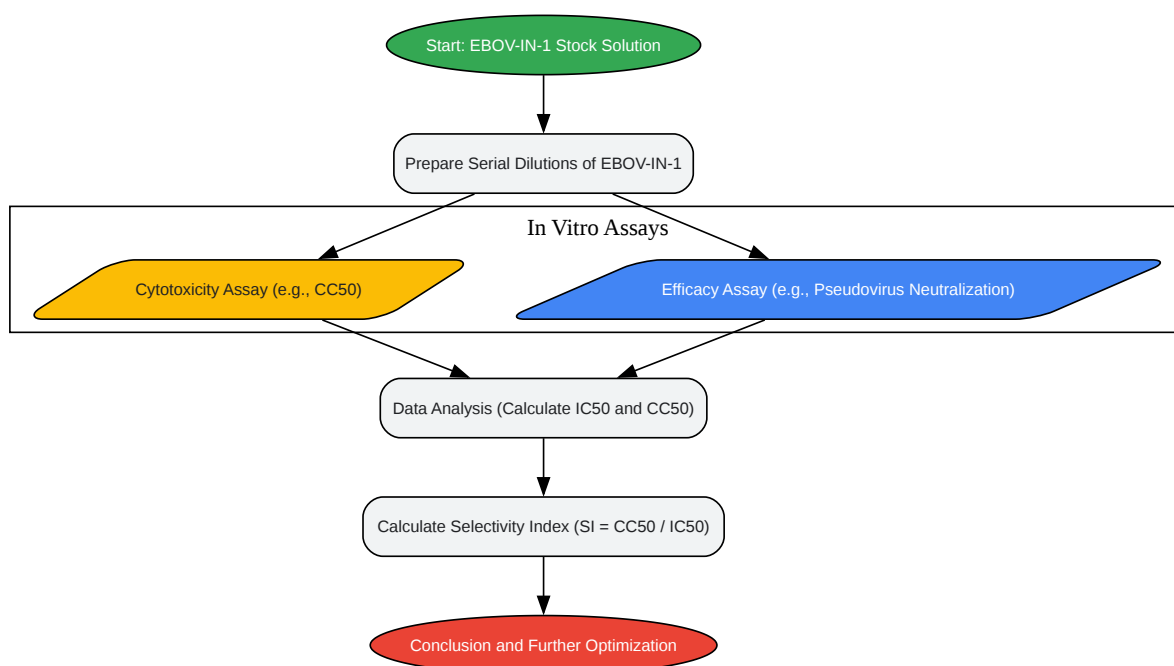 Start: EBOV-IN-1 Stock Solution
Prepare Serial Dilutions of EBOV-IN-1
In Vitro Assays
Cytotoxicity Assay (e.g., CC50)
Efficacy Assay (e.g., Pseudovirus Neutralization)
Data Analysis (Calculate IC50 and CC50)
Calculate Selectivity Index (SI = CC50 / IC50)
Conclusion and Further Optimization